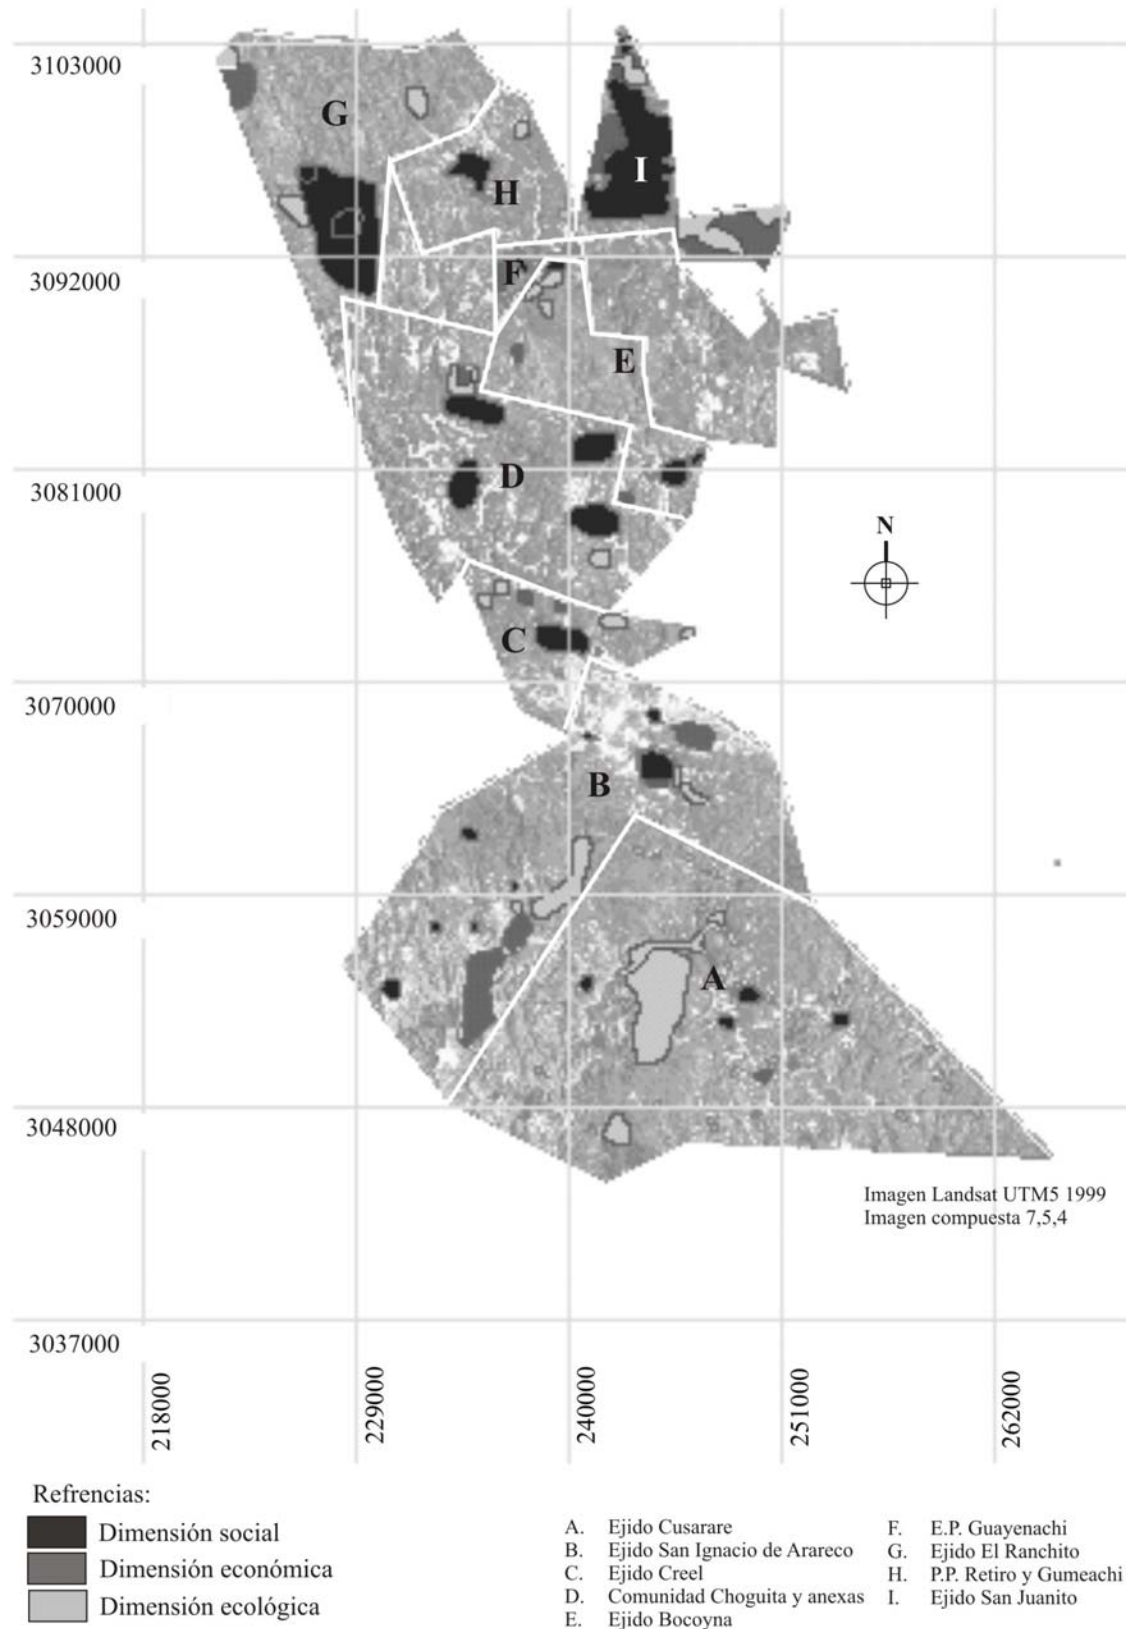 3103000
G
I
H
3092000
F
E
3081000
D
N
C
3070000
B
3059000
A
3048000
Imagen Landsat UTM5 1999
Imagen compuesta 7,5,4
3037000
218000
229000
240000
251000
262000
Refrencias:
Dimensión social
Dimensión económica
Dimensión ecológica
A. Ejido Cusarare
B. Ejido San Ignacio de Arareco
C. Ejido Creel
D. Comunidad Choguita y anexas
E. Ejido Bocoyna
F. E.P. Guayenachi
G. Ejido El Ranchito
H. P.P. Retiro y Gumeachi
I. Ejido San Juanito